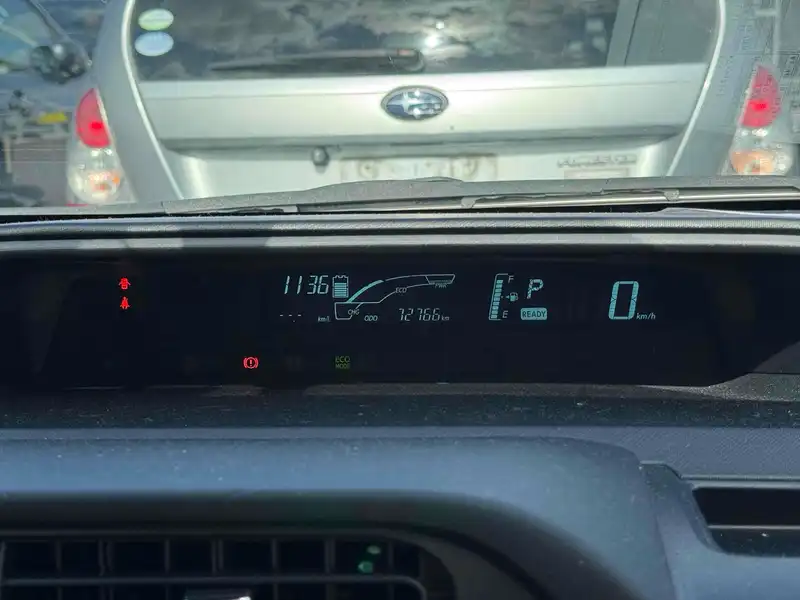 1136
ECO
PWR
F
P
--- km/l
CHG
ODO
72766 km
E
READY
0 km/h
ECO
MODE